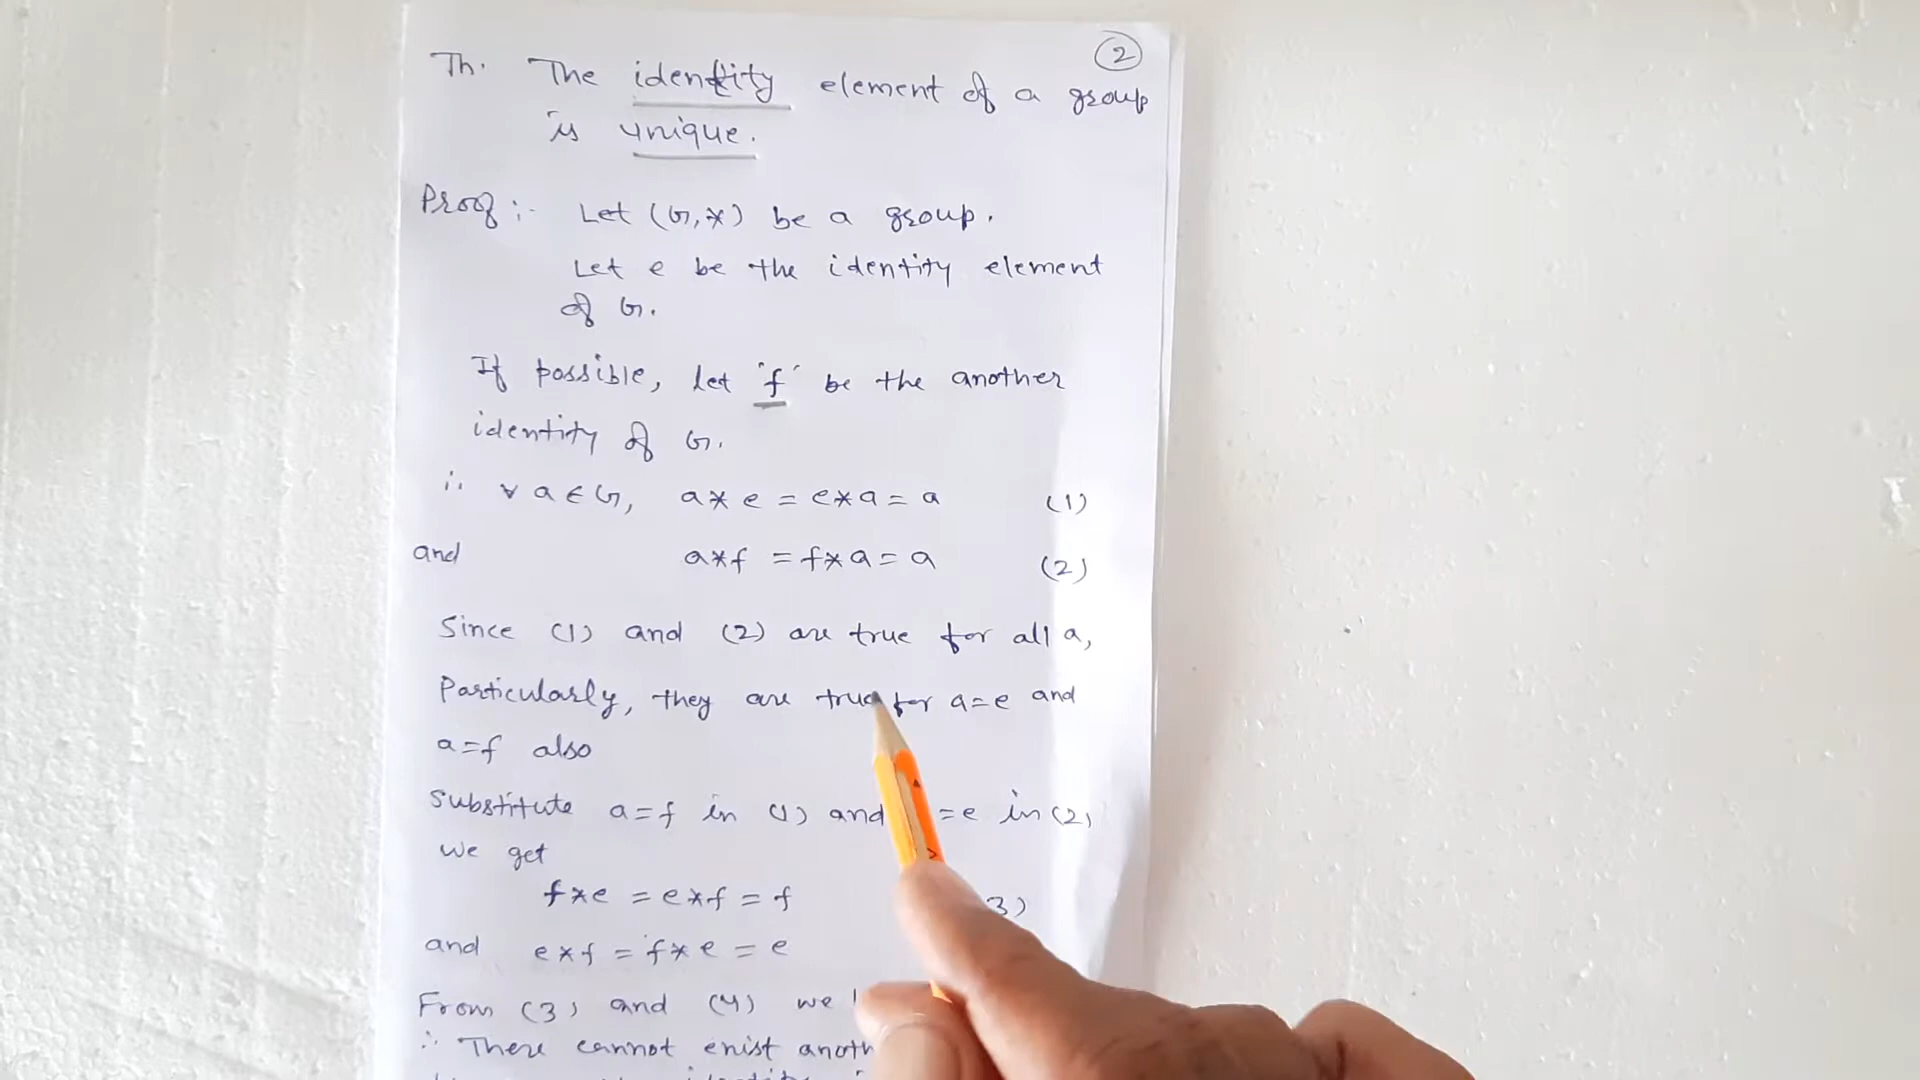 2
Th. The identity element of a group
is unique.
Proof :- Let (G,*) be a group.
Let e be the identity element
of G.
If possible, let 'f' be the another
identity of G.
∴ ∀ a ∈ G, a * e = e * a = a (1)
and a * f = f * a = a (2)
Since (1) and (2) are true for all a,
Particularly, they are true for a = e and
a = f also
Substitute a = f in (1) and = e in (2)
we get
f * e = e * f = f 3)
and e * f = f * e = e
From (3) and (4) we
∴ There cannot exist anoth